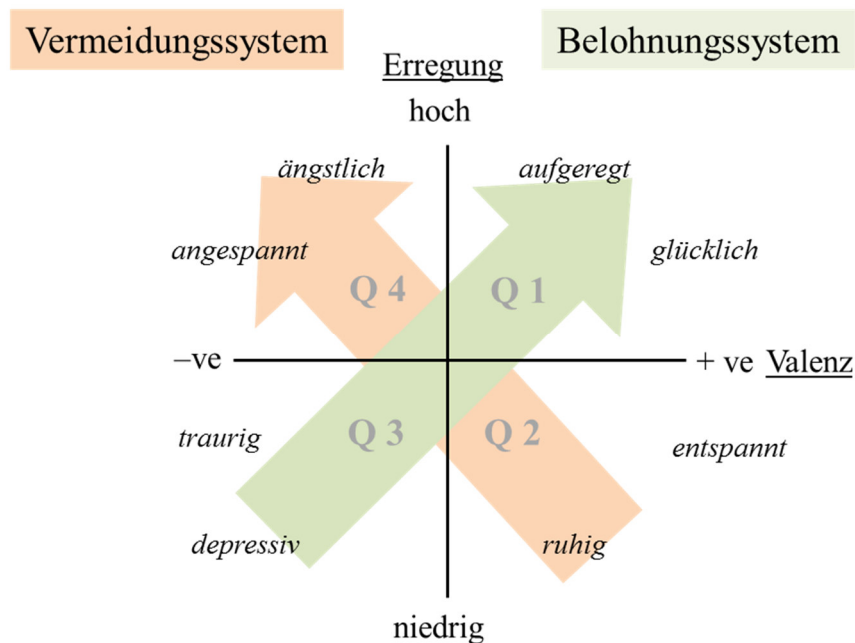 Vermeidungssystem
Belohnungssystem
Erregung
hoch
ängstlich
aufgeregt
angespannt
glücklich
Q 4
Q 1
–ve
+ ve Valenz
traurig
Q 3
Q 2
entspannt
depressiv
ruhig
niedrig